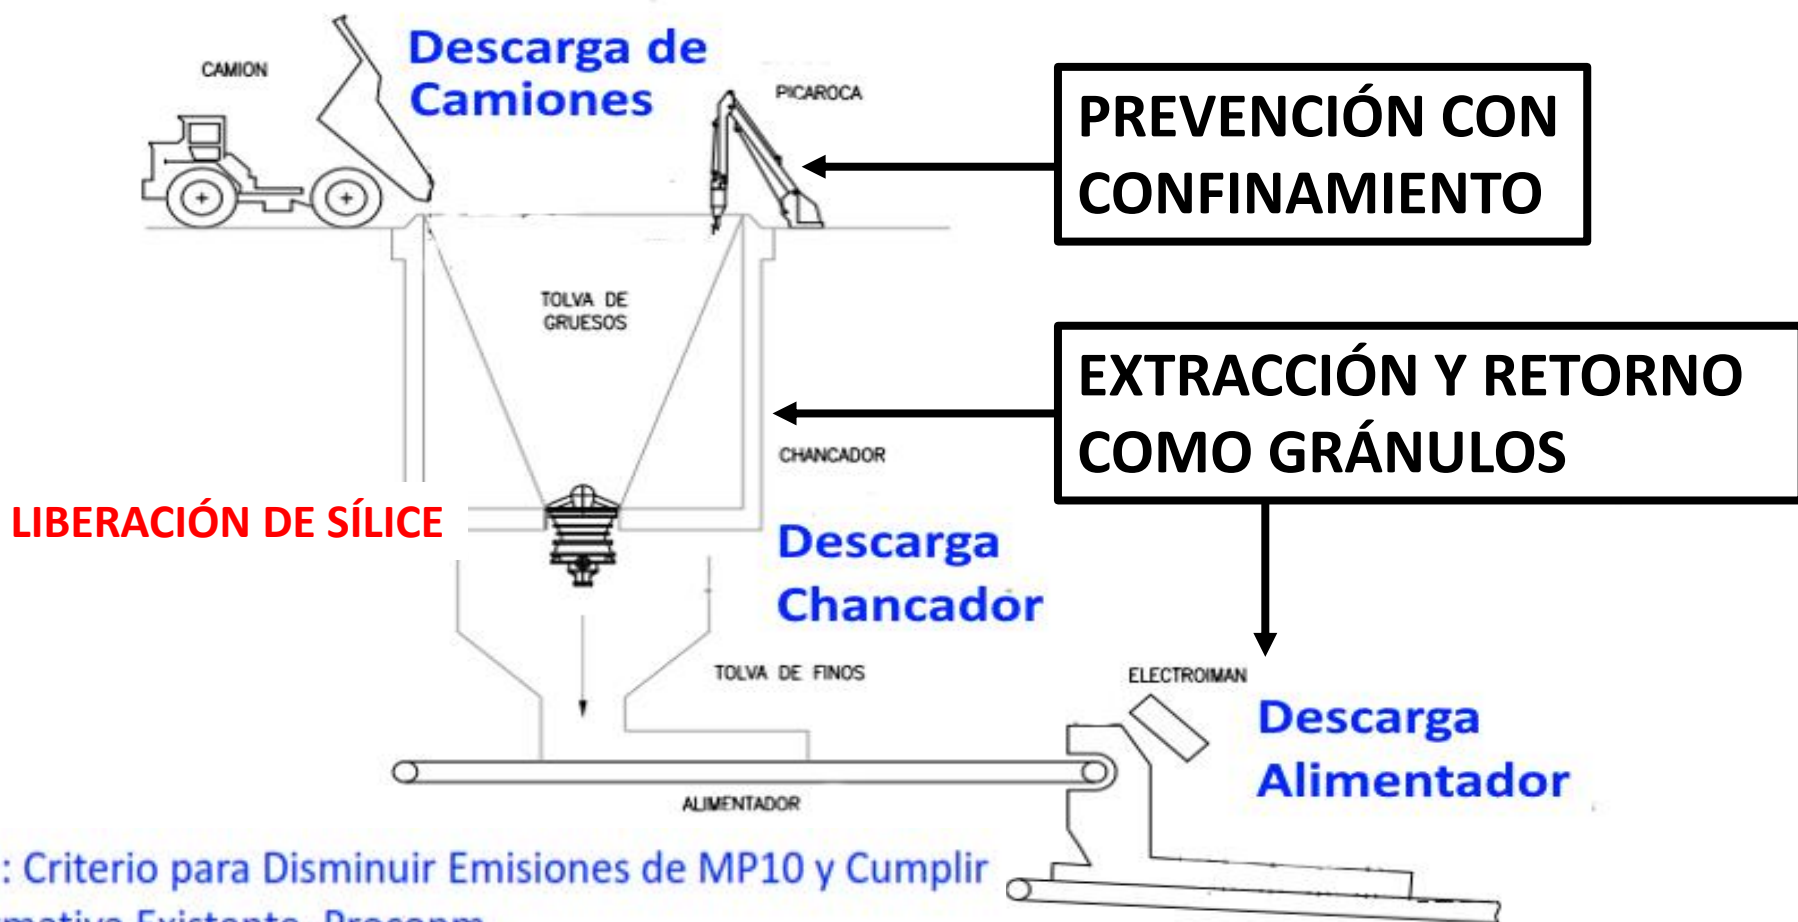 Descarga de
Camiones
CAMION
PICAROCA
PREVENCIÓN CON
CONFINAMIENTO
TOLVA DE
GRUESOS
EXTRACCIÓN Y RETORNO
COMO GRÁNULOS
CHANCADOR
LIBERACIÓN DE SÍLICE
Descarga
Chancador
TOLVA DE FINOS
ELECTROIMAN
Descarga
Alimentador
ALIMENTADOR
: Criterio para Disminuir Emisiones de MP10 y Cumplir